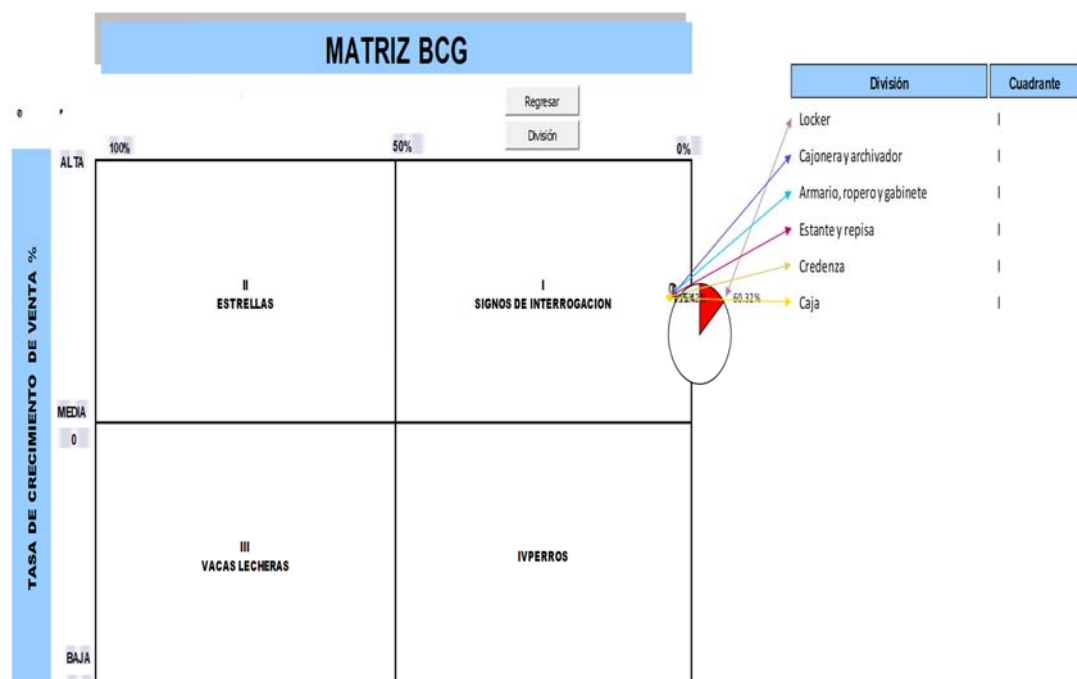 MATRIZ BCG
Regresar
División
División Cuadrante
100% 50% 0%
ALTA
Locker I
Cajonera y archivador I
Armario, ropero y gabinete I
Estante y repisa I
Credenza I
Caja I
II
ESTRELLAS
I
SIGNOS DE INTERROGACION
60.32%
MEDIA
0
TASA DE CRECIMIENTO DE VENTA %
III
VACAS LECHERAS
IVPERROS
BAJA